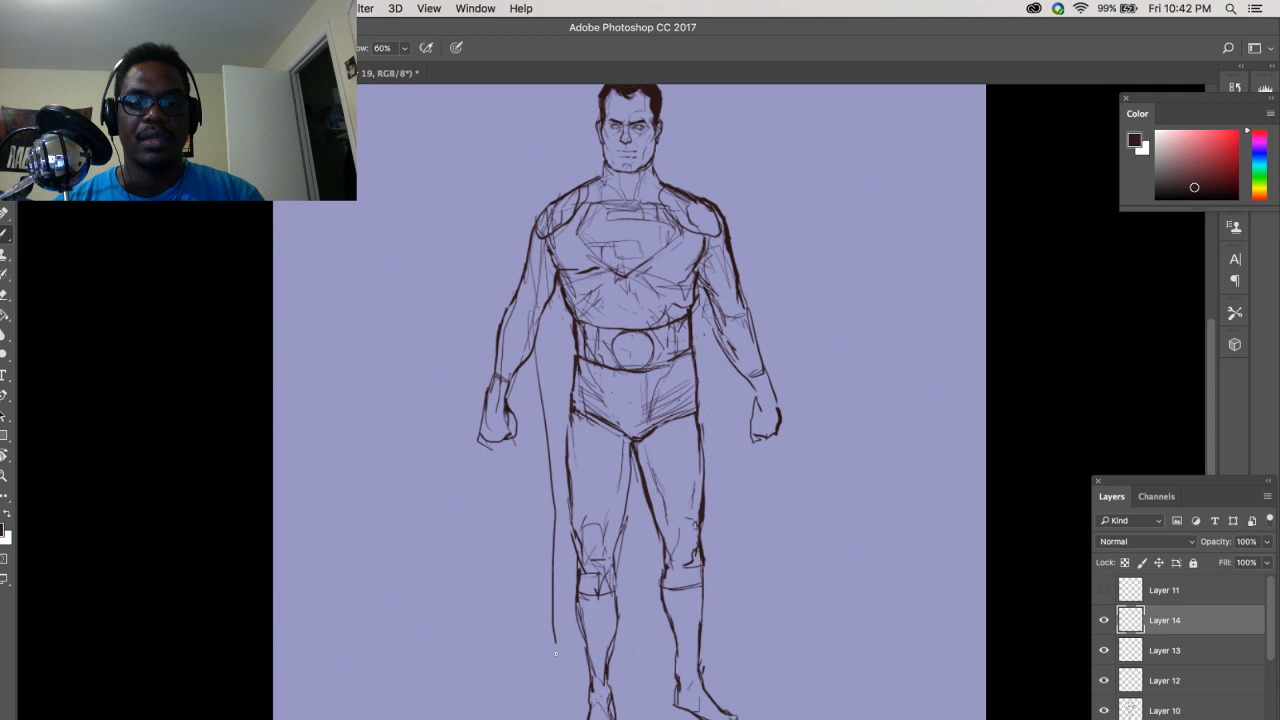 lter 3D View Window Help 99% Fri 10:42 PM
Adobe Photoshop CC 2017
ow: 60%
19, RGB/8*) *
Color
Layers Channels
Kind
Normal Opacity: 100%
Lock: Fill: 100%
Layer 11
Layer 14
Layer 13
Layer 12
Layer 10